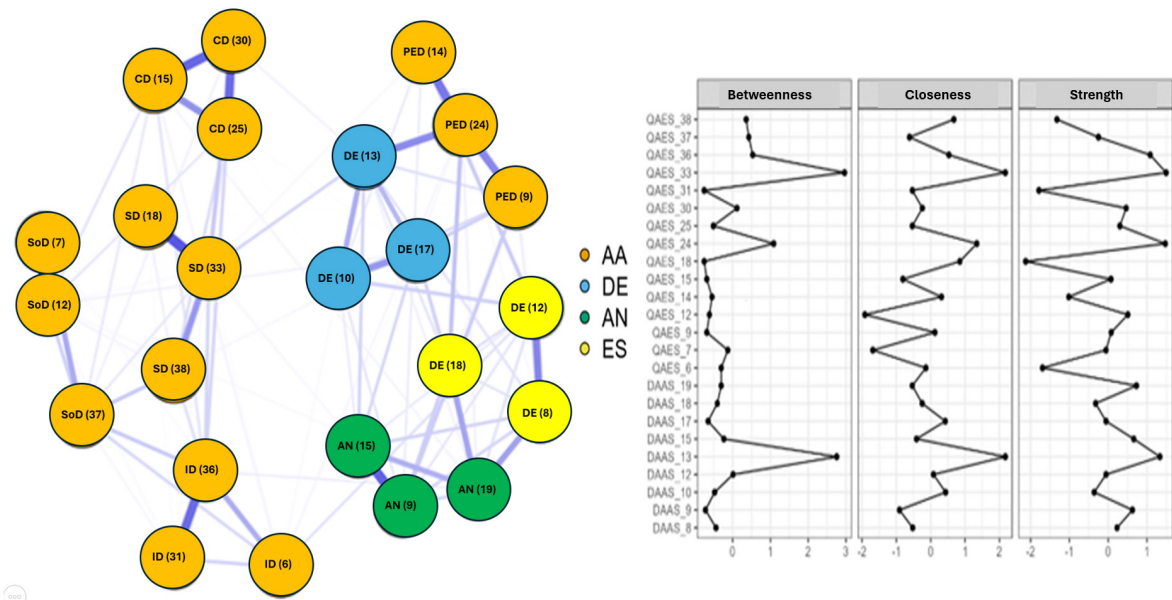 CD (30)
CD (15)
CD (25)
PED (14)
PED (24)
PED (9)
DE (13)
DE (17)
DE (10)
SD (18)
SD (33)
SD (38)
SoD (7)
SoD (12)
SoD (37)
DE (12)
DE (18)
DE (8)
AN (15)
AN (9)
AN (19)
ID (36)
ID (31)
ID (6)
AA
DE
AN
ES
Betweenness
Closeness
Strength
QAES_38
QAES_37
QAES_36
QAES_33
QAES_31
QAES_30
QAES_25
QAES_24
QAES_18
QAES_15
QAES_14
QAES_12
QAES_9
QAES_7
QAES_6
DAAS_19
DAAS_18
DAAS_17
DAAS_15
DAAS_13
DAAS_12
DAAS_10
DAAS_9
DAAS_8
0 1 2 3
-2 -1 0 1 2
-2 -1 0 1